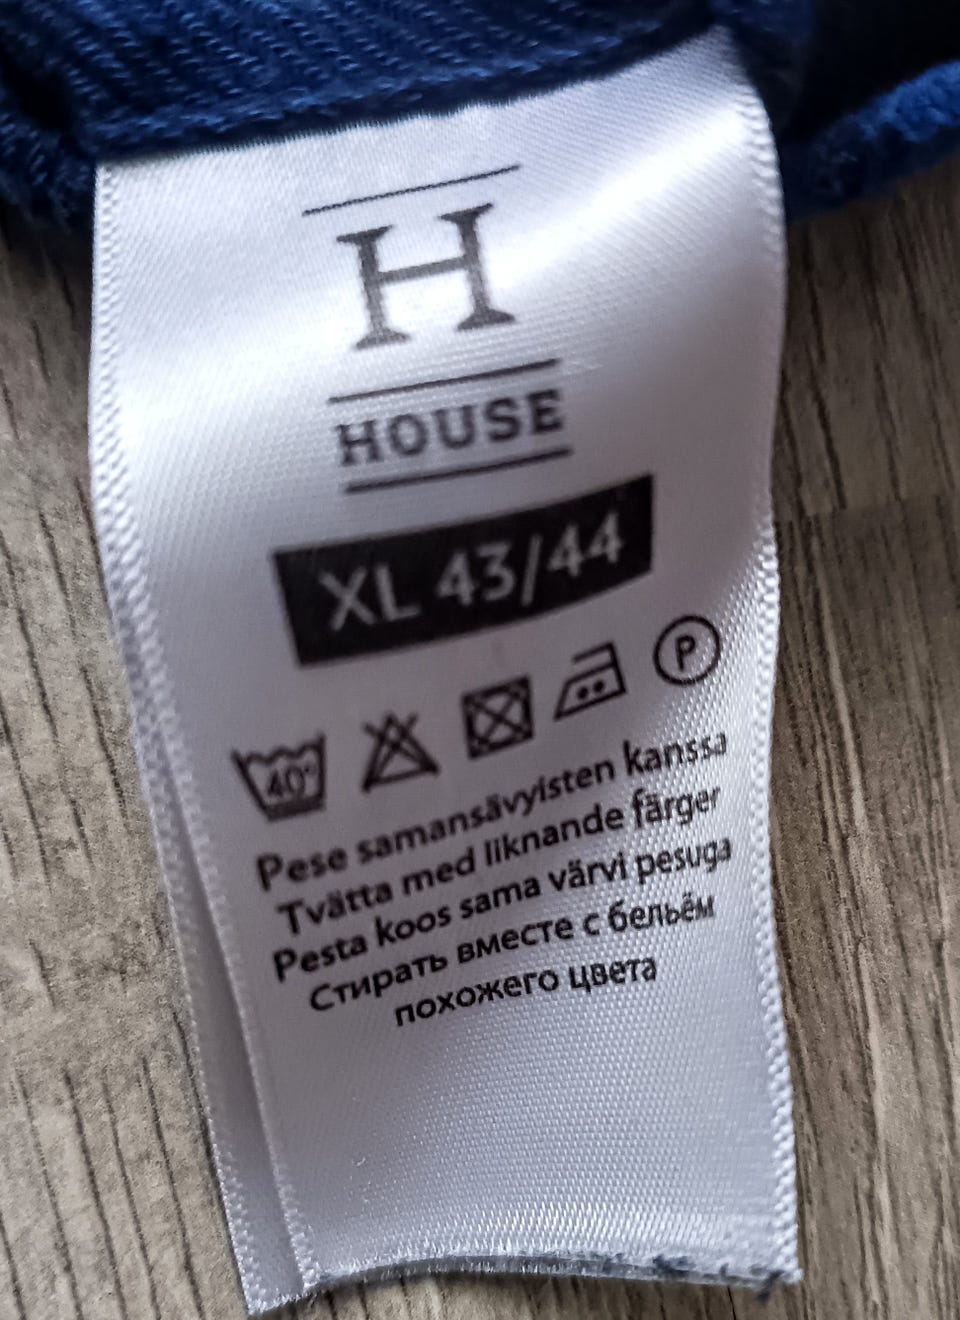 H
HOUSE
XL 43/44
40° P
Pese samansävyisten kanssa
Tvätta med liknande färger
Pesta koos sama värvi pesuga
Стирать вместе с бельём
похожего цвета